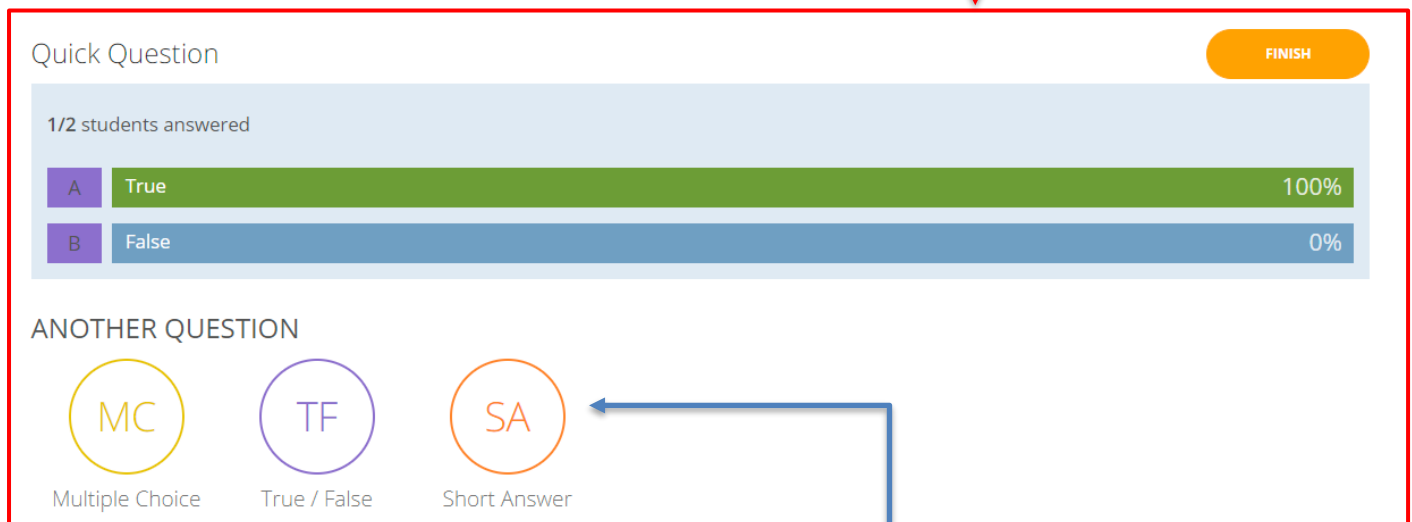 Quick Question
FINISH
1/2 students answered
A True 100%
B False 0%
ANOTHER QUESTION
MC TF SA
Multiple Choice True / False Short Answer